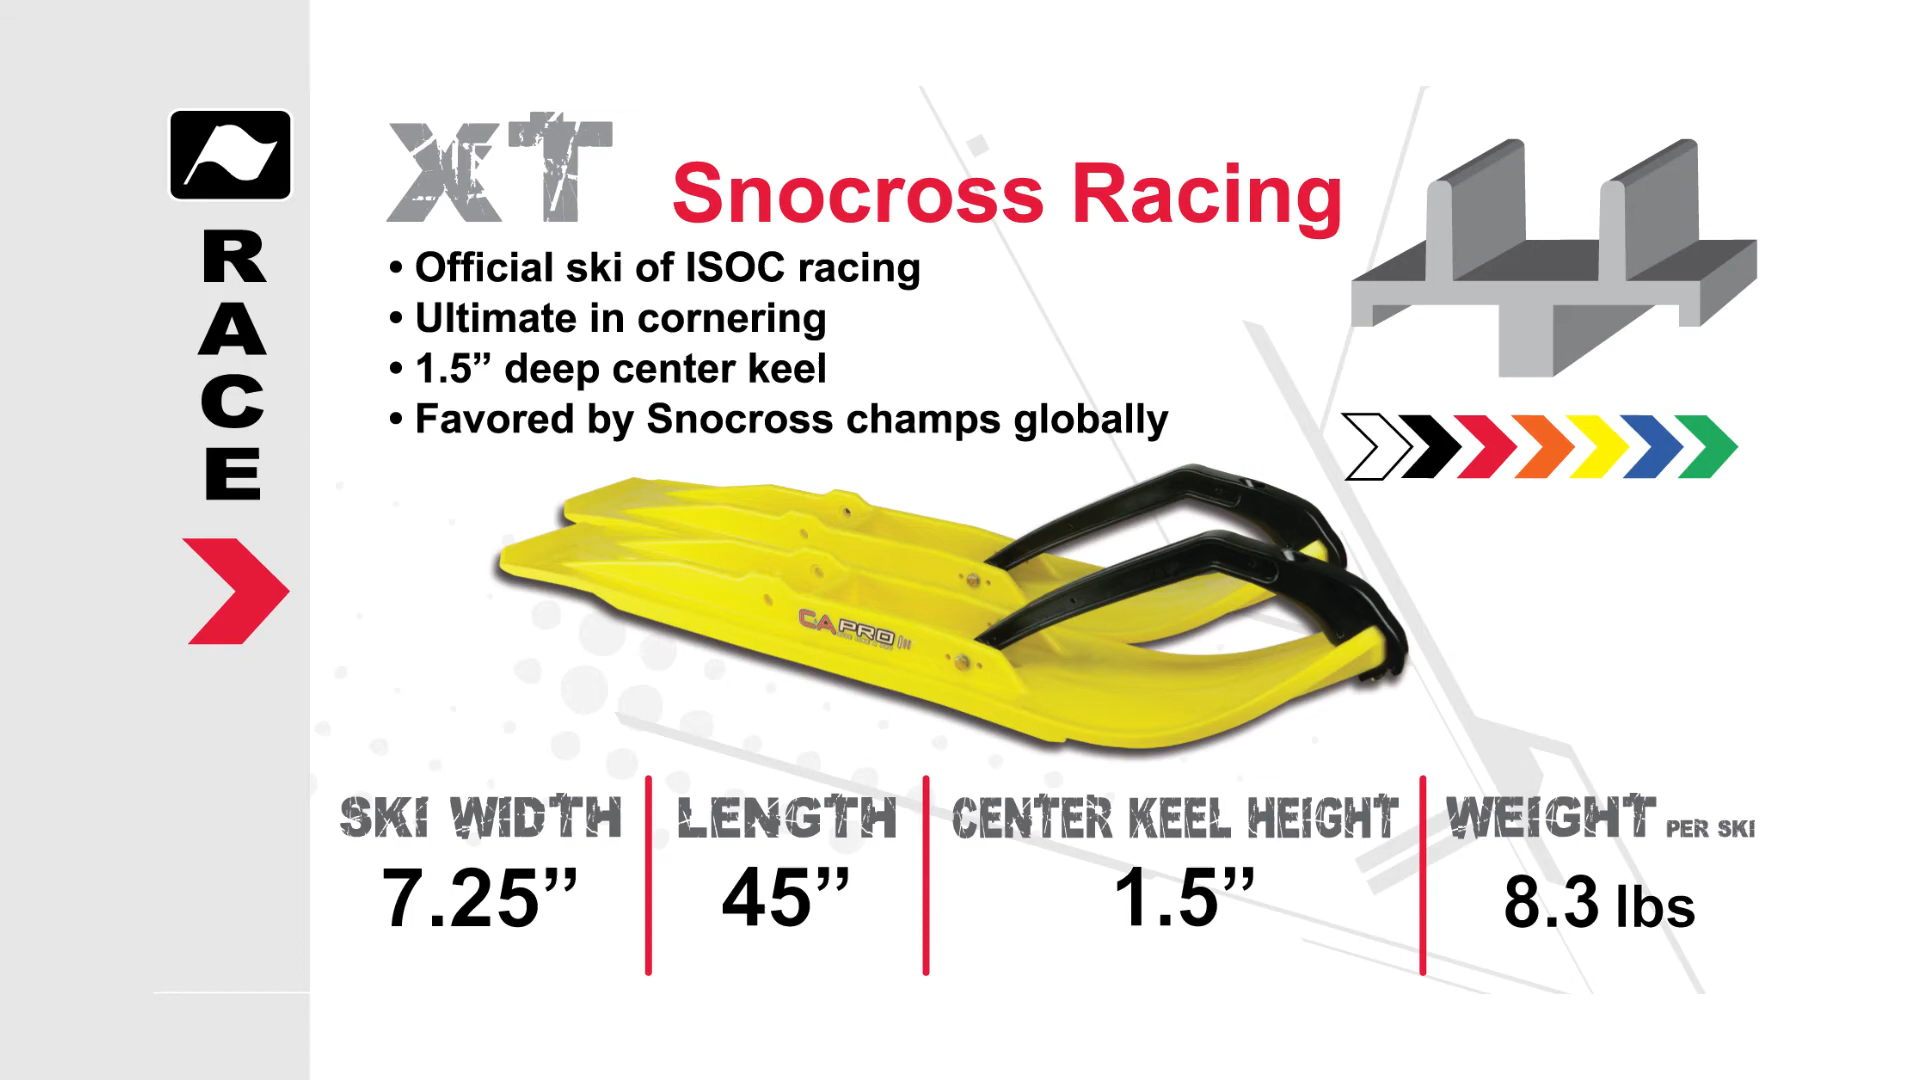 RACE
XT
Snocross Racing
• Official ski of ISOC racing
• Ultimate in cornering
• 1.5” deep center keel
• Favored by Snocross champs globally
CA PRO
SKI WIDTH
7.25”
LENGTH
45”
CENTER KEEL HEIGHT
1.5”
WEIGHT PER SKI
8.3 lbs